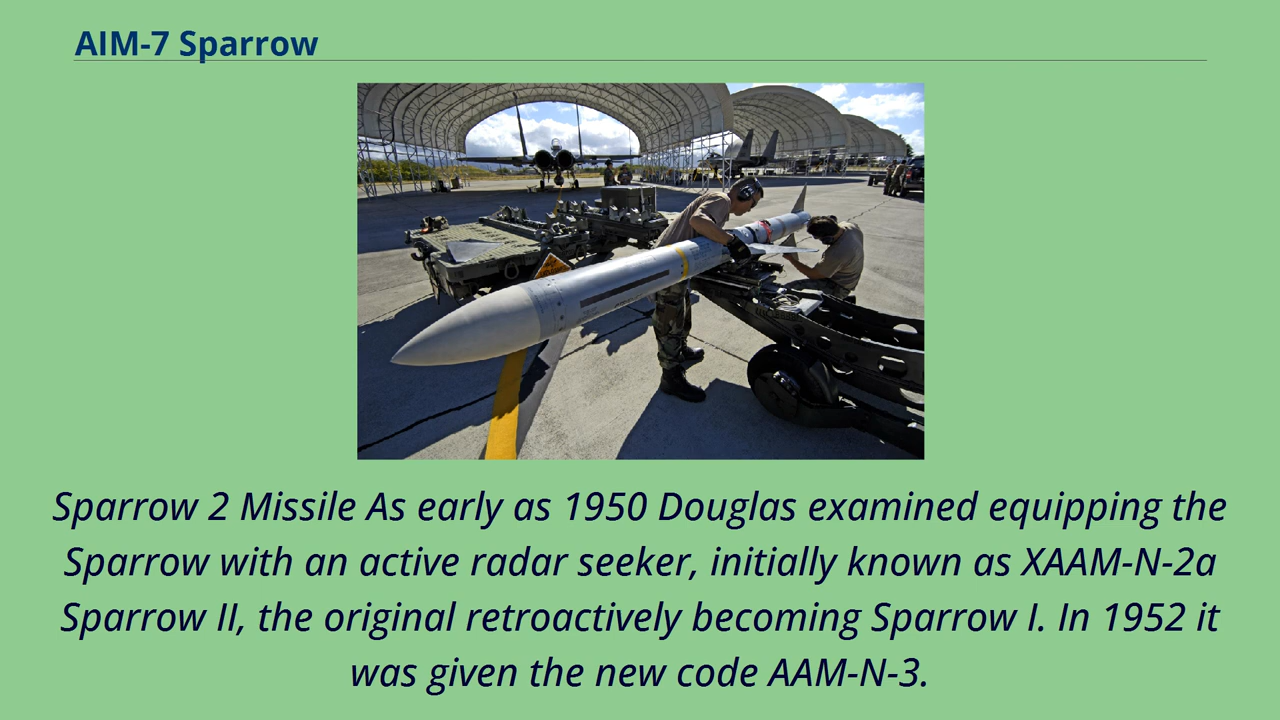 AIM-7 Sparrow
Sparrow 2 Missile As early as 1950 Douglas examined equipping the
Sparrow with an active radar seeker, initially known as XAAM-N-2a
Sparrow II, the original retroactively becoming Sparrow I. In 1952 it
was given the new code AAM-N-3.